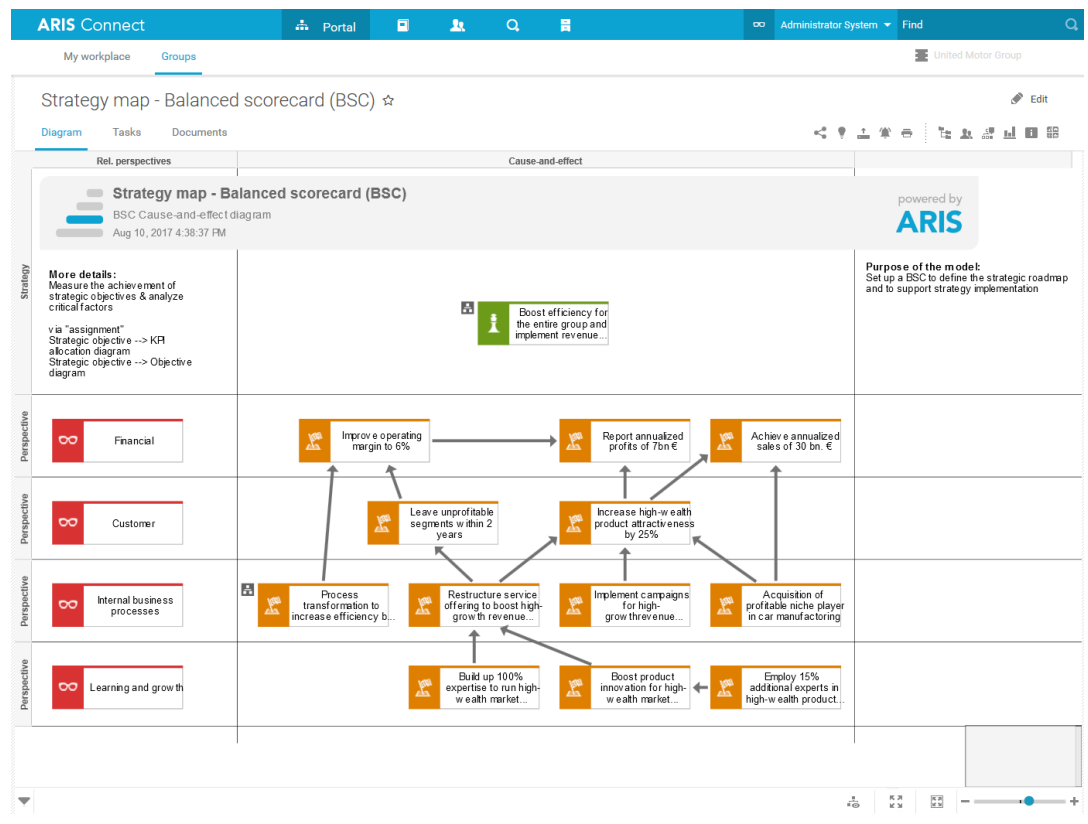 ARIS Connect
Portal
Administrator System
Find
My workplace
Groups
United Motor Group
Strategy map - Balanced scorecard (BSC)
Edit
Diagram
Tasks
Documents
Rel. perspectives
Cause-and-effect
Strategy map - Balanced scorecard (BSC)
BSC Cause-and-effect diagram
Aug 10, 2017 4:38:37 PM
powered by
ARIS
Strategy
More details:
Measure the achievement of
strategic objectives & analyze
critical factors
via "assignment"
Strategic objective --> KPI
allocation diagram
Strategic objective --> Objective
diagram
Boost efficiency for
the entire group and
implement revenue...
Purpose of the model:
Set up a BSC to define the strategic roadmap
and to support strategy implementation
Perspective
Financial
Improve operating
margin to 6%
Report annualized
profits of 7bn €
Achieve annualized
sales of 30 bn. €
Perspective
Customer
Leave unprofitable
segments within 2
years
Increase high-wealth
product attractiveness
by 25%
Perspective
Internal business
processes
Process
transformation to
increase efficiency b...
Restructure service
offering to boost high-
growth revenue...
Implement campaigns
for high-
growthrevenue...
Acquisition of
profitable niche player
in car manufactoring
Perspective
Learning and growth
Build up 100%
expertise to run high-
wealth market...
Boost product
innovation for high-
wealth market...
Employ 15%
additional experts in
high-wealth product...